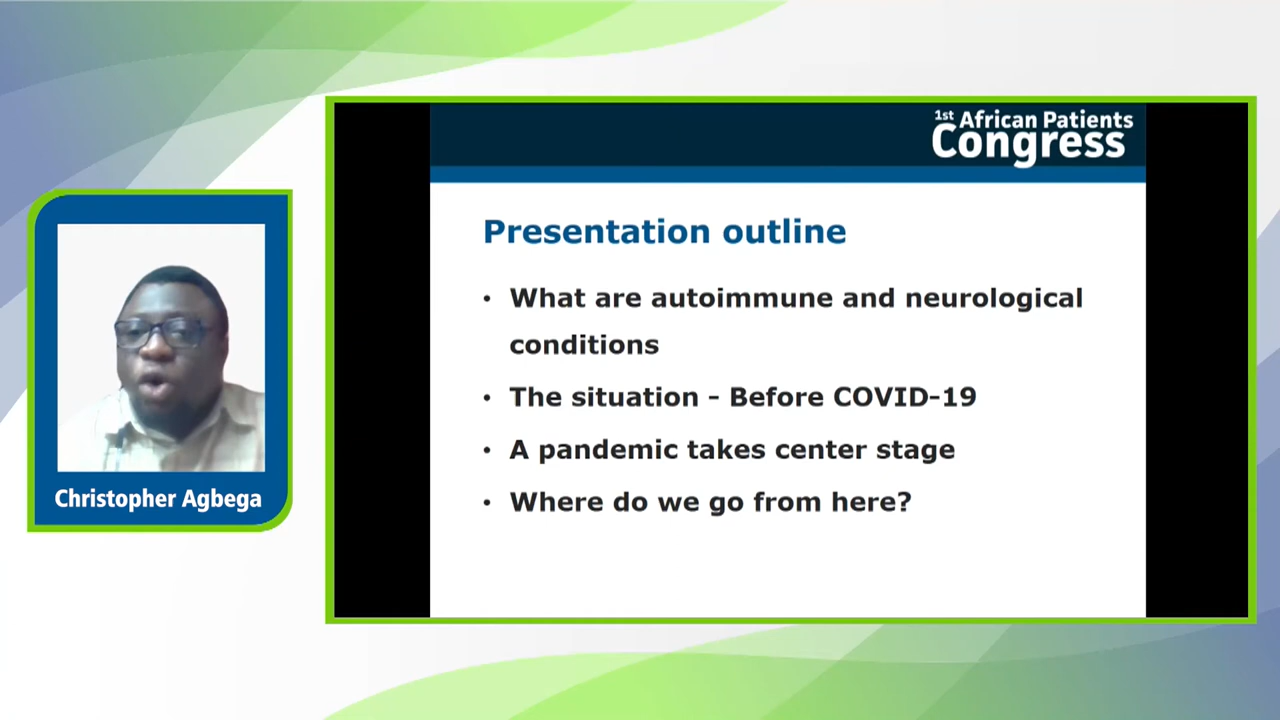 1st African Patients
Congress
Presentation outline
• What are autoimmune and neurological
conditions
• The situation - Before COVID-19
• A pandemic takes center stage
• Where do we go from here?
Christopher Agbega